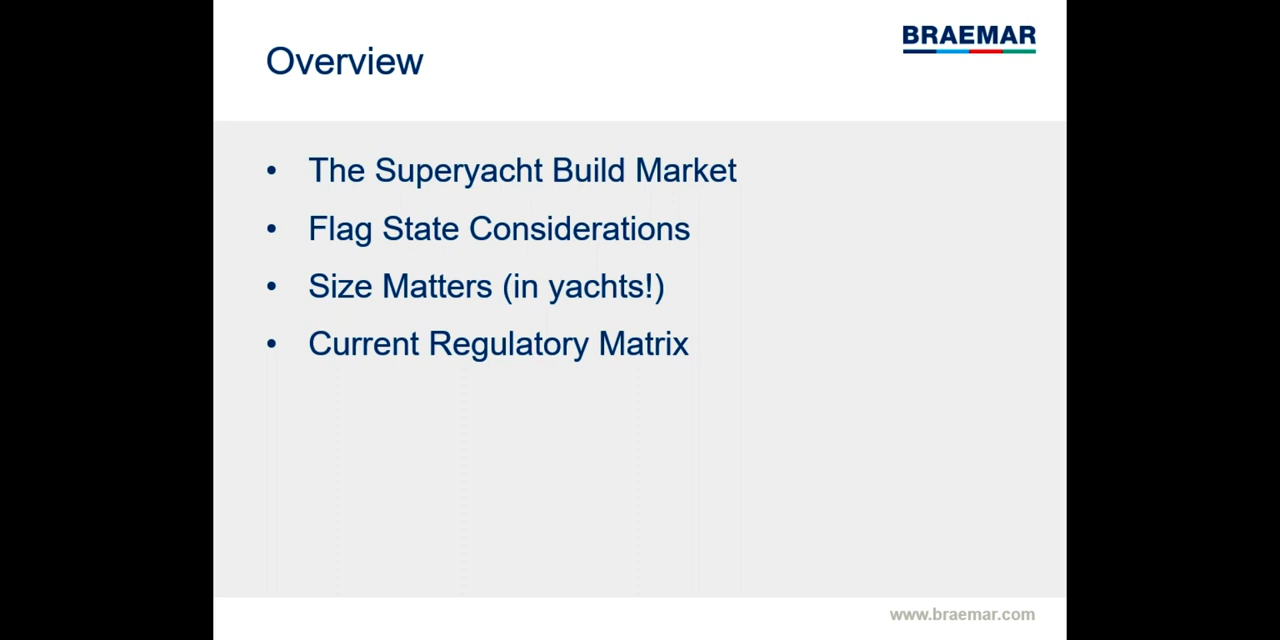 BRAEMAR
Overview
• The Superyacht Build Market
• Flag State Considerations
• Size Matters (in yachts!)
• Current Regulatory Matrix
www.braemar.com